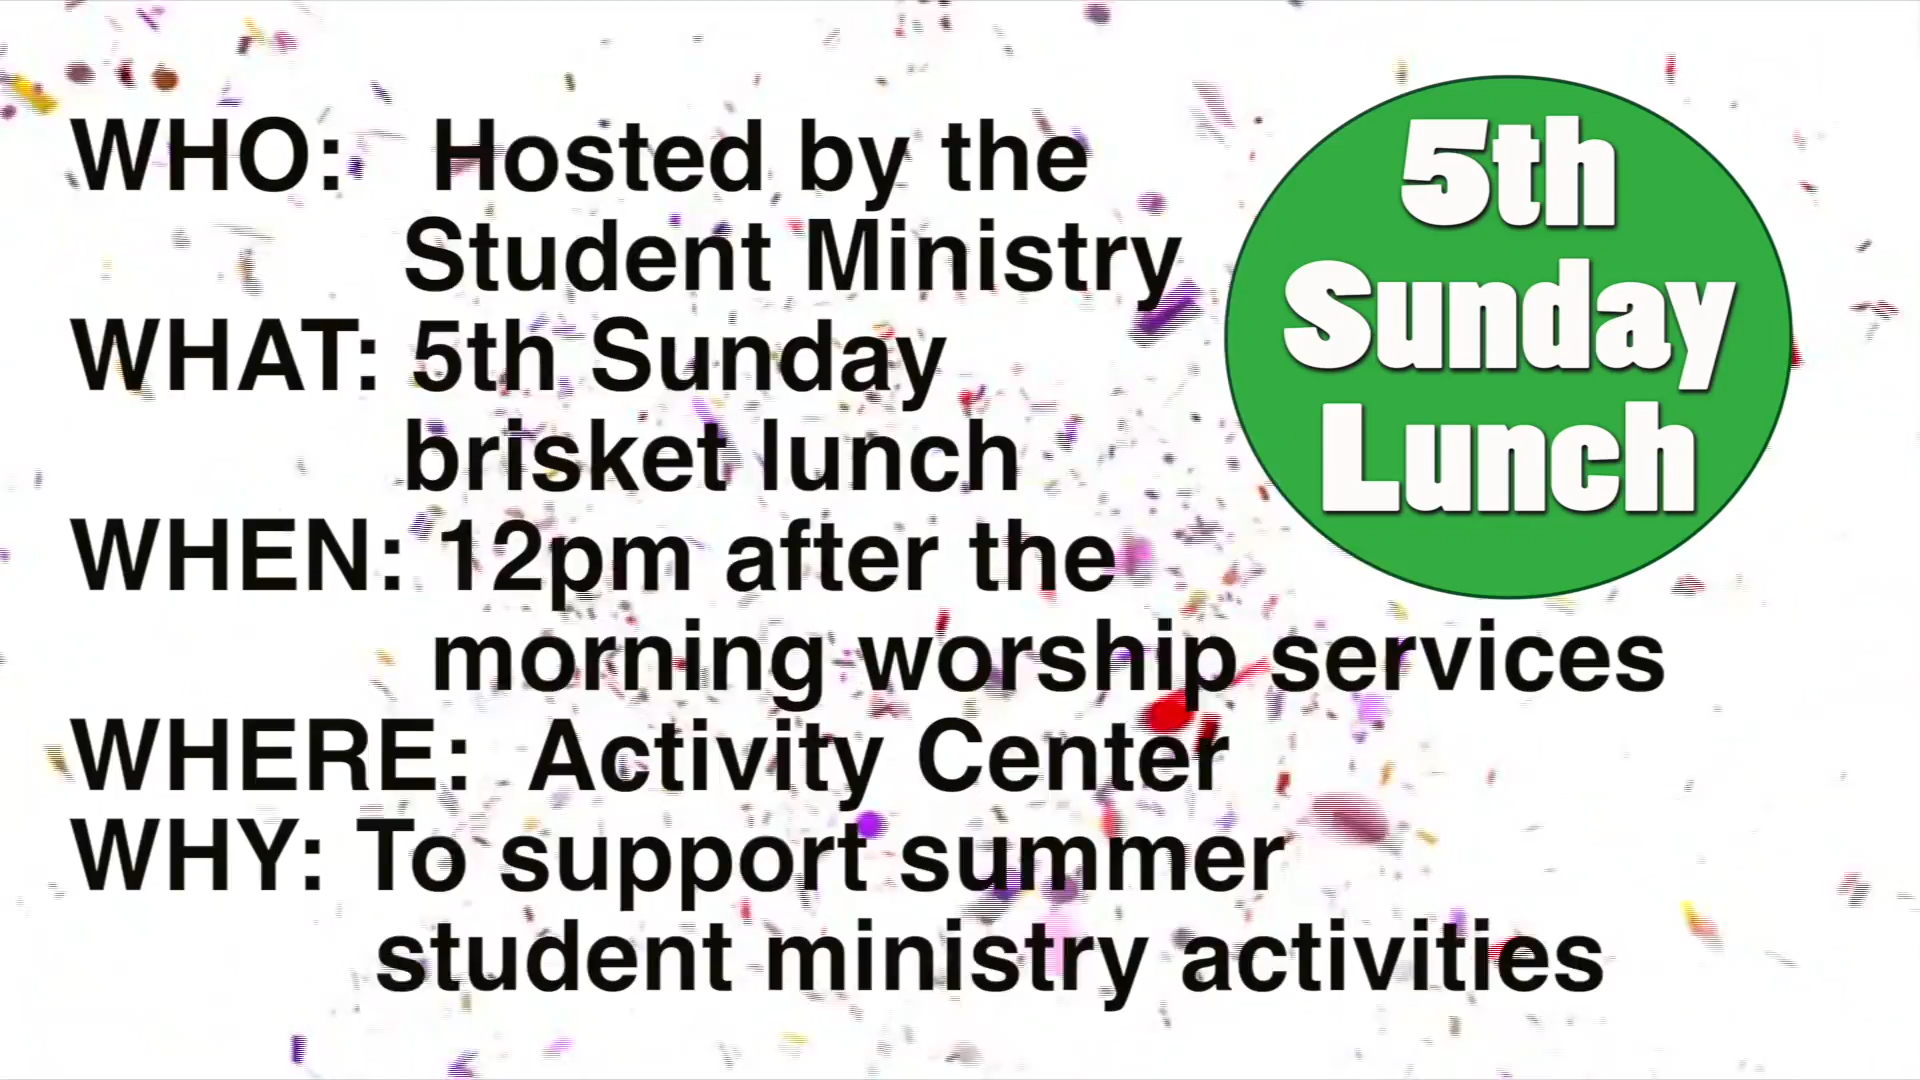 WHO: Hosted by the
Student Ministry
WHAT: 5th Sunday
brisket lunch
WHEN: 12pm after the
morning worship services
WHERE: Activity Center
WHY: To support summer
student ministry activities
5th
Sunday
Lunch